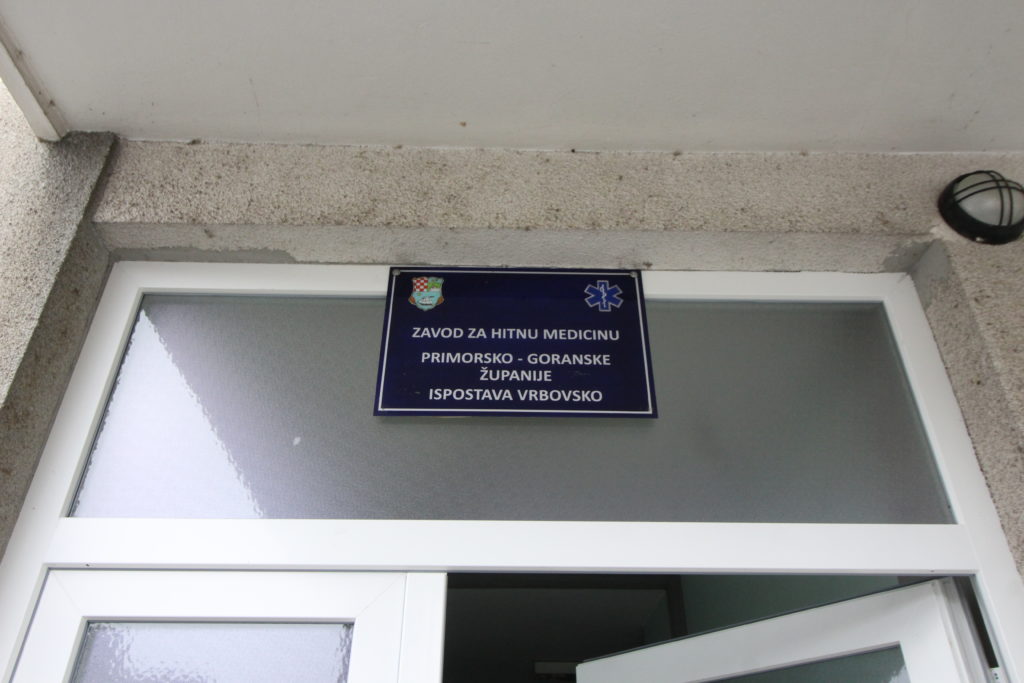 ZAVOD ZA HITNU MEDICINU
PRIMORSKO - GORANSKE
ŽUPANIJE
ISPOSTAVA VRBOVSKO